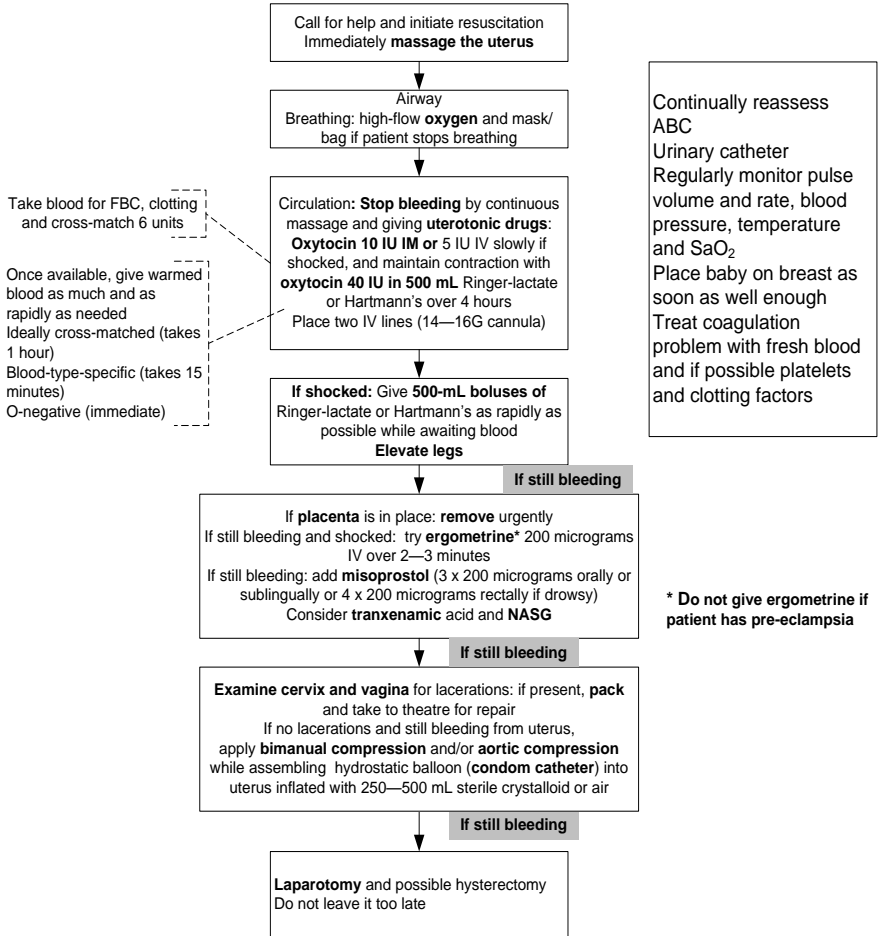 Call for help and initiate resuscitation
Immediately massage the uterus
Airway
Breathing: high-flow oxygen and mask/
bag if patient stops breathing
Take blood for FBC, clotting
and cross-match 6 units
Once available, give warmed
blood as much and as
rapidly as needed
Ideally cross-matched (takes
1 hour)
Blood-type-specific (takes 15
minutes)
O-negative (immediate)
Circulation: Stop bleeding by continuous
massage and giving uterotonic drugs:
Oxytocin 10 IU IM or 5 IU IV slowly if
shocked, and maintain contraction with
oxytocin 40 IU in 500 mL Ringer-lactate
or Hartmann's over 4 hours
Place two IV lines (14—16G cannula)
Continually reassess
ABC
Urinary catheter
Regularly monitor pulse
volume and rate, blood
pressure, temperature
and SaO2
Place baby on breast as
soon as well enough
Treat coagulation
problem with fresh blood
and if possible platelets
and clotting factors
If shocked: Give 500-mL boluses of
Ringer-lactate or Hartmann's as rapidly as
possible while awaiting blood
Elevate legs
If still bleeding
If placenta is in place: remove urgently
If still bleeding and shocked: try ergometrine* 200 micrograms
IV over 2—3 minutes
If still bleeding: add misoprostol (3 x 200 micrograms orally or
sublingually or 4 x 200 micrograms rectally if drowsy)
Consider tranxenamic acid and NASG
* Do not give ergometrine if
patient has pre-eclampsia
If still bleeding
Examine cervix and vagina for lacerations: if present, pack
and take to theatre for repair
If no lacerations and still bleeding from uterus,
apply bimanual compression and/or aortic compression
while assembling hydrostatic balloon (condom catheter) into
uterus inflated with 250—500 mL sterile crystalloid or air
If still bleeding
Laparotomy and possible hysterectomy
Do not leave it too late